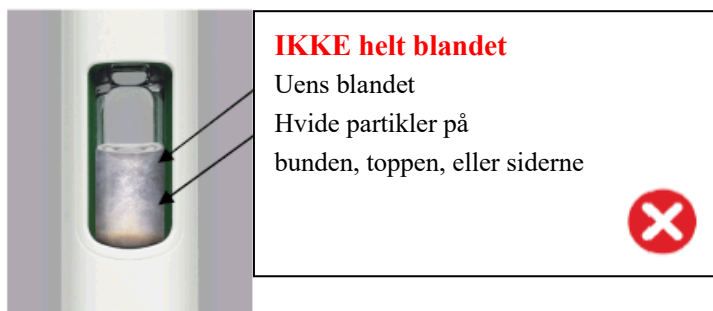 IKKE helt blandet
Uens blandet
Hvide partikler på
bunden, toppen, eller siderne